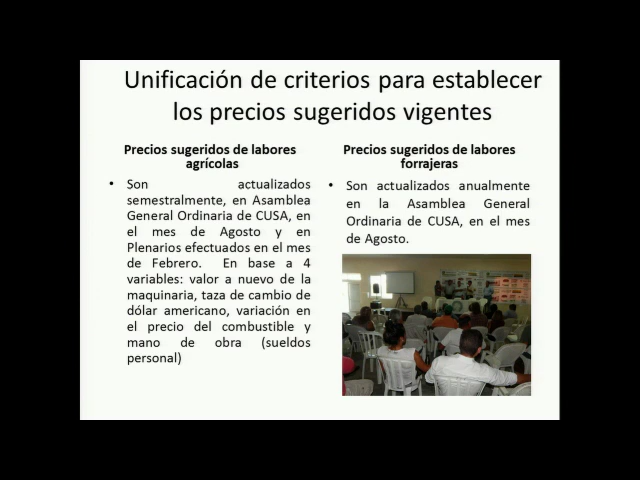 Unificación de criterios para establecer
los precios sugeridos vigentes
Precios sugeridos de labores
agrícolas
• Son actualizados
semestralmente, en Asamblea
General Ordinaria de CUSA, en
el mes de Agosto y en
Plenarios efectuados en el mes
de Febrero. En base a 4
variables: valor a nuevo de la
maquinaria, taza de cambio de
dólar americano, variación en
el precio del combustible y
mano de obra (sueldos
personal)
Precios sugeridos de labores
forrajeras
• Son actualizados anualmente
en la Asamblea General
Ordinaria de CUSA, en el mes
de Agosto.